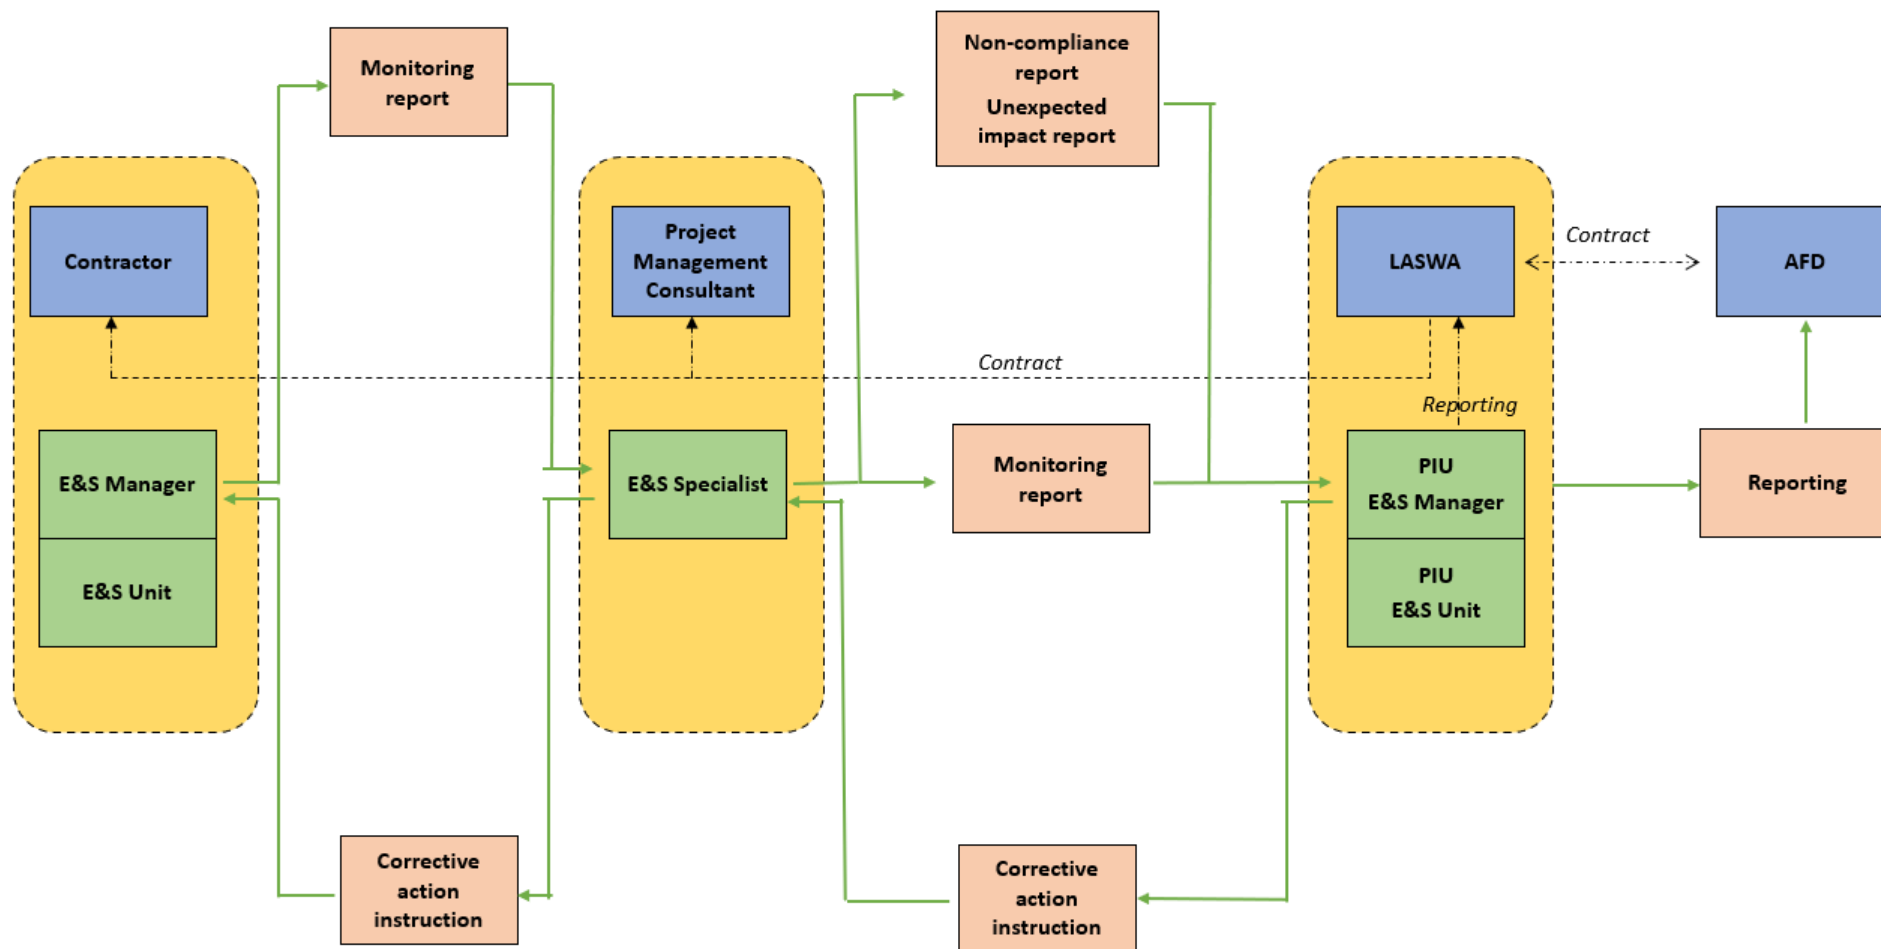 Monitoring
report
Non-compliance
report
Unexpected
impact report
Contractor
Project
Management
Consultant
LASWA
Contract
AFD
Contract
Reporting
E&S Manager
E&S Unit
E&S Specialist
Monitoring
report
PIU
E&S Manager
PIU
E&S Unit
Reporting
Corrective
action
instruction
Corrective
action
instruction